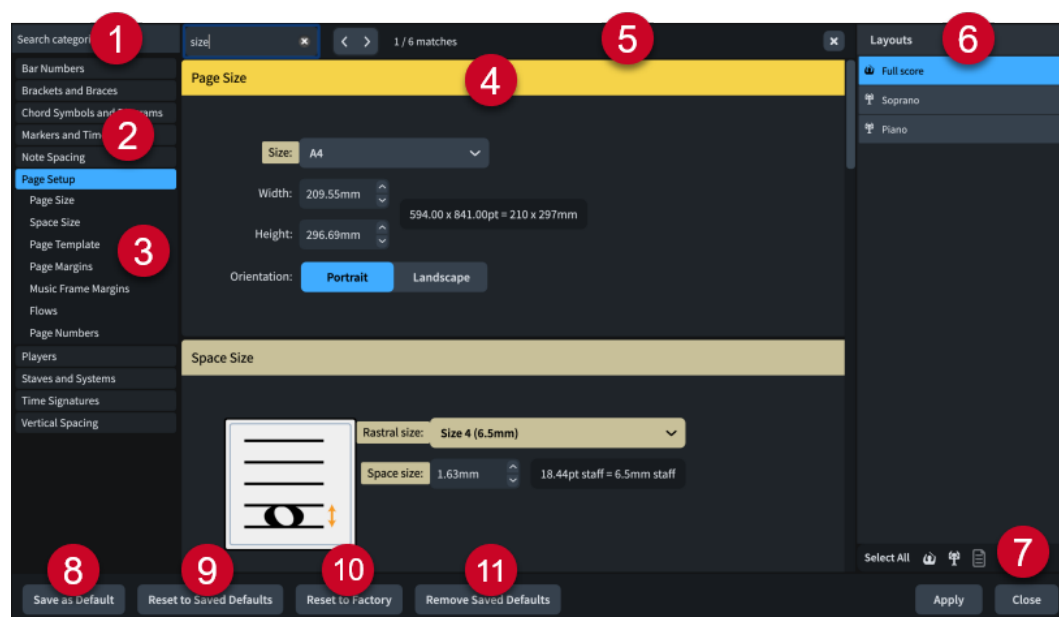 Search categori
1
size
1 / 6 matches
5
Layouts
6
Bar Numbers
Brackets and Braces
Chord Symbols and
ams
Markers and Tim
2
Note Spacing
Page Setup
Page Size
Space Size
Page Template
3
Page Margins
Music Frame Margins
Flows
Page Numbers
Players
Staves and Systems
Time Signatures
Vertical Spacing
Page Size
4
Size:
A4
Width:
209.55mm
594.00 x 841.00pt = 210 x 297mm
Height:
296.69mm
Orientation:
Portrait
Landscape
Space Size
Rastral size:
Size 4 (6.5mm)
Space size:
1.63mm
18.44pt staff = 6.5mm staff
Full score
Soprano
Piano
Select All
7
8
9
10
11
Save as Default
Reset to Saved Defaults
Reset to Factory
Remove Saved Defaults
Apply
Close